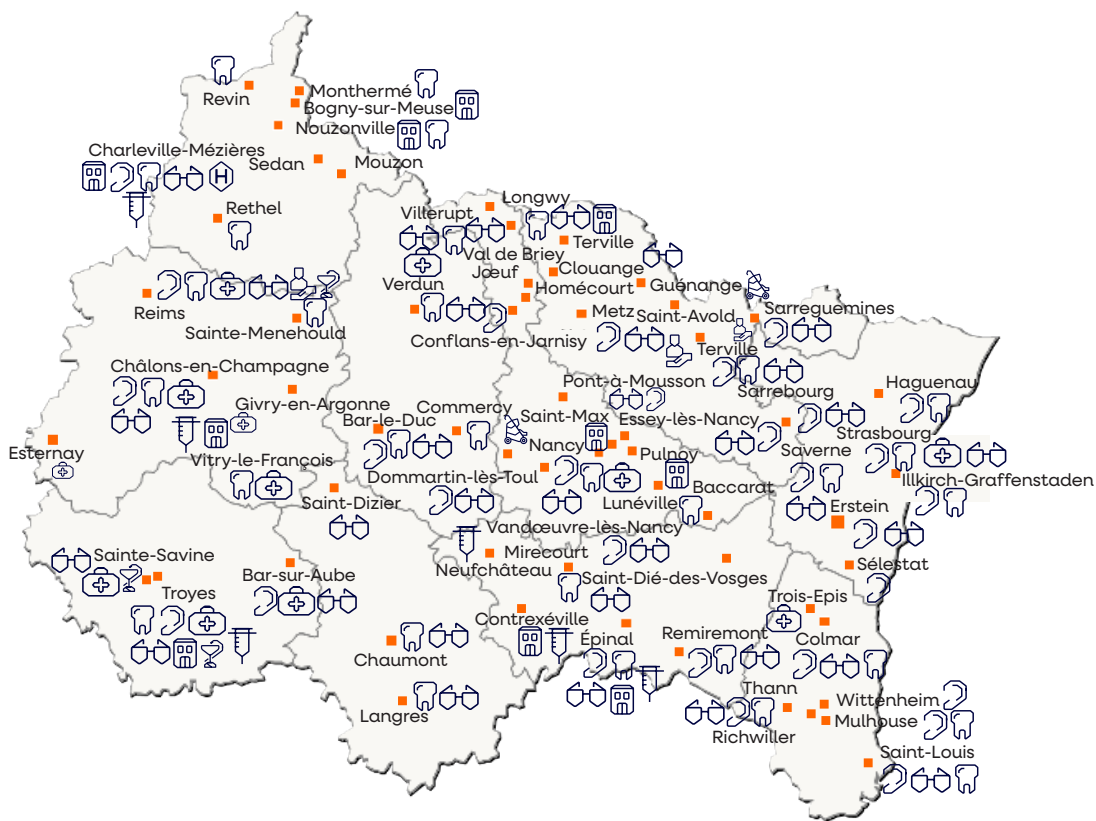 Revin
Monthermé
Bogny-sur-Meuse
Nouzonville
Charleville-Mézières
H
Sedan
Mouzon
Rethel
Longwy
Villerupt
Terville
Val de Briey
Clouange
Jœuf
Verdun
Homécourt
Guénange
Reims
Metz
Saint-Avold
Sarreguemines
Sainte-Menehould
Conflans-en-Jarnisy
Terville
Châlons-en-Champagne
Pont-à-Mousson
Sarrebourg
Haguenau
Givry-en-Argonne
Commercy
Bar-le-Duc
Saint-Max
Essey-lès-Nancy
Strasbourg
Esternay
Nancy
Pulnoy
Saverne
Vitry-le-François
Dommartin-lès-Toul
Illkirch-Graffenstaden
Saint-Dizier
Lunéville
Baccarat
Erstein
Vandœuvre-lès-Nancy
Sainte-Savine
Mirecourt
Neufchâteau
Sélestat
Bar-sur-Aube
Saint-Dié-des-Vosges
Troyes
Trois-Epis
Contrexéville
Épinal
Remiremont
Colmar
Chaumont
Thann
Wittenheim
Langres
Mulhouse
Richwiller
Saint-Louis